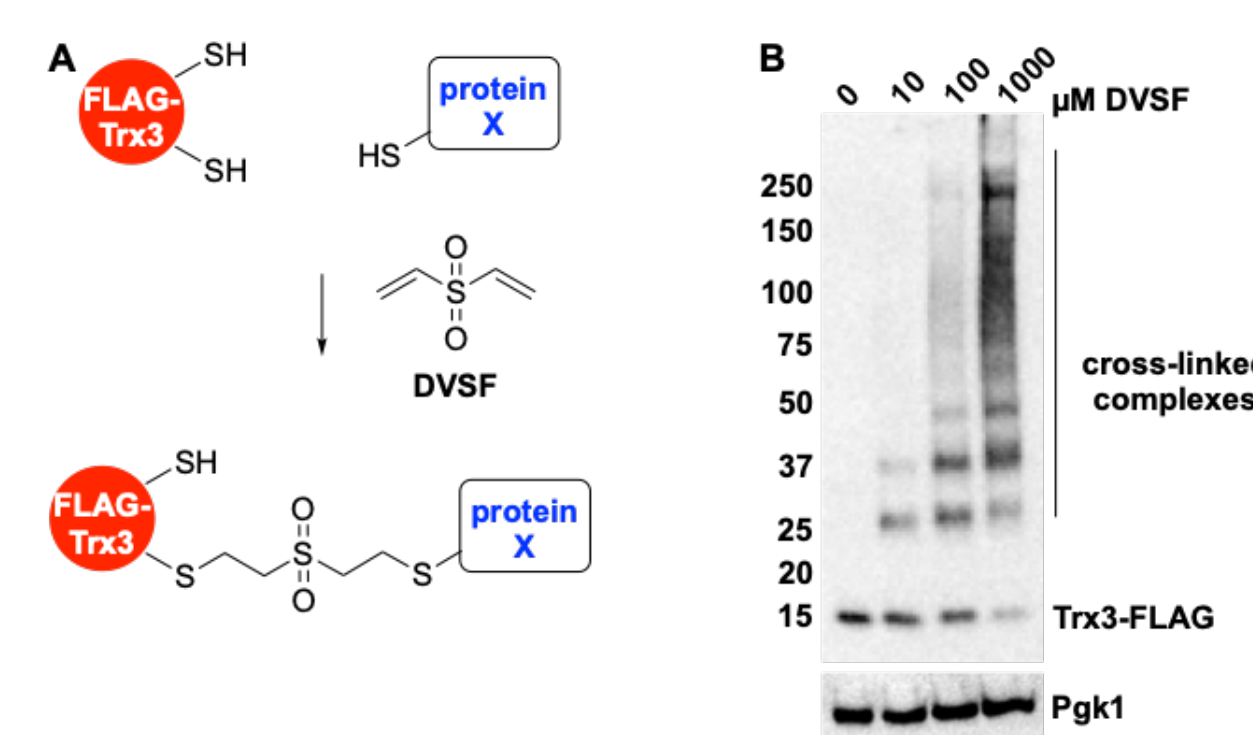 A
FLAG-
Trx3
SH
SH
protein
X
HS
O
S
O
DVSF
FLAG-
Trx3
SH
S
O
S
O
S
protein
X
B
0 10 100 1000 µM DVSF
250
150
100
75
50
37
25
20
15
cross-linked
complexes
Trx3-FLAG
Pgk1